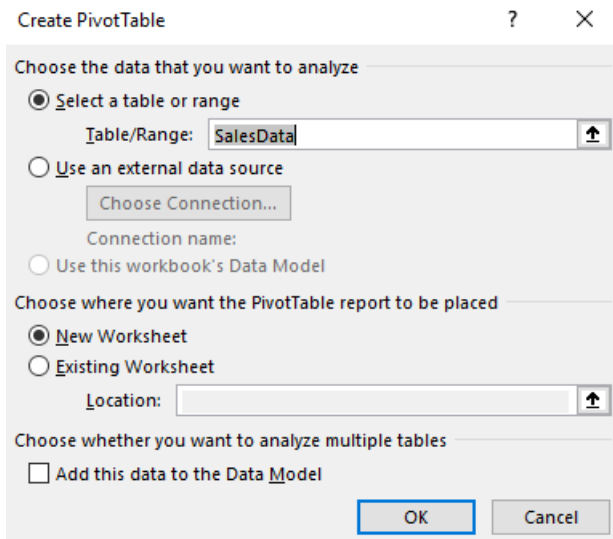 Create PivotTable ? ×
Choose the data that you want to analyze
Select a table or range
Table/Range: SalesData
Use an external data source
Choose Connection...
Connection name:
Use this workbook's Data Model
Choose where you want the PivotTable report to be placed
New Worksheet
Existing Worksheet
Location:
Choose whether you want to analyze multiple tables
Add this data to the Data Model
OK Cancel